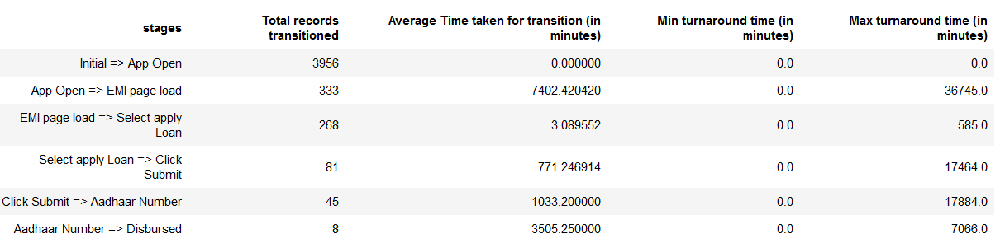 stages Total records transitioned Average Time taken for transition (in minutes) Min turnaround time (in minutes) Max turnaround time (in minutes)
Initial => App Open 3956 0.000000 0.0 0.0
App Open => EMI page load 333 7402.420420 0.0 36745.0
EMI page load => Select apply Loan 268 3.089552 0.0 585.0
Select apply Loan => Click Submit 81 771.246914 0.0 17464.0
Click Submit => Aadhaar Number 45 1033.200000 0.0 17884.0
Aadhaar Number => Disbursed 8 3505.250000 0.0 7066.0